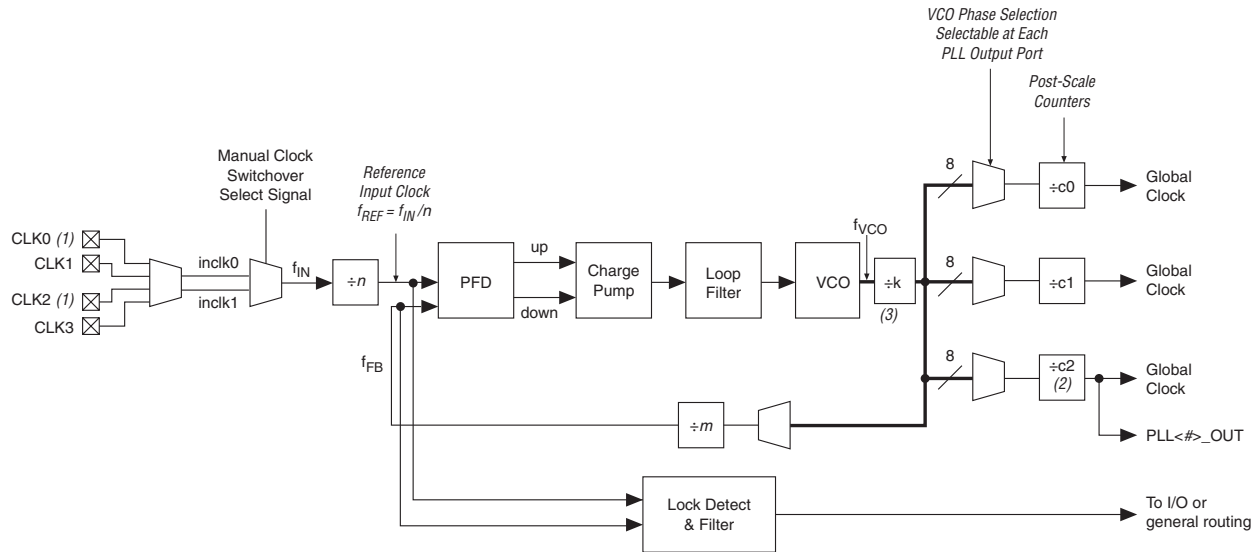 VCO Phase Selection
Selectable at Each
PLL Output Port
Post-Scale
Counters
Manual Clock
Switchover
Select Signal
Reference
Input Clock
fREF = fIN/n
8
÷c0
Global
Clock
CLK0 (1)
CLK1
CLK2 (1)
CLK3
inclk0
inclk1
fIN
÷n
PFD
up
down
Charge
Pump
Loop
Filter
VCO
fVCO
÷k
(3)
8
÷c1
Global
Clock
fFB
8
÷c2
(2)
Global
Clock
÷m
PLL<#>_OUT
Lock Detect
& Filter
To I/O or
general routing